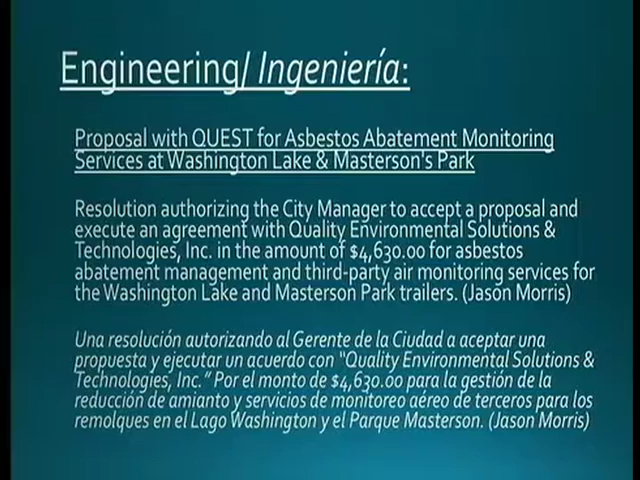 Engineering/ Ingeniería:
Proposal with QUEST for Asbestos Abatement Monitoring
Services at Washington Lake & Masterson's Park
Resolution authorizing the City Manager to accept a proposal and
execute an agreement with Quality Environmental Solutions &
Technologies, Inc. in the amount of $4,630.00 for asbestos
abatement management and third-party air monitoring services for
the Washington Lake and Masterson Park trailers. (Jason Morris)
Una resolución autorizando al Gerente de la Ciudad a aceptar una
propuesta y ejecutar un acuerdo con "Quality Environmental Solutions &
Technologies, Inc." Por el monto de $4,630.00 para la gestión de la
reducción de amianto y servicios de monitoreo aéreo de terceros para los
remolques en el Lago Washington y el Parque Masterson. (Jason Morris)